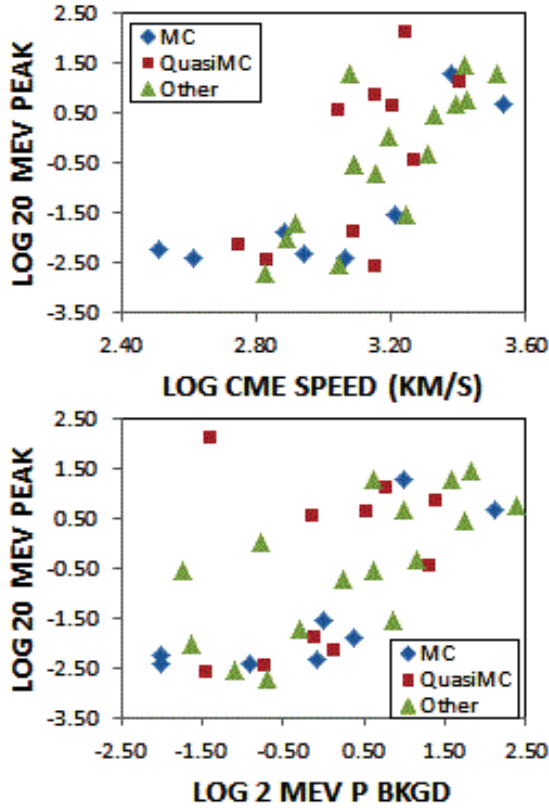 LOG 20 MEV PEAK
2.50
1.50
0.50
-0.50
-1.50
-2.50
-3.50
MC
QuasiMC
Other
2.40 2.80 3.20 3.60
LOG CME SPEED (KM/S)
LOG 20 MEV PEAK
2.50
1.50
0.50
-0.50
-1.50
-2.50
-3.50
MC
QuasiMC
Other
-2.50 -1.50 -0.50 0.50 1.50 2.50
LOG 2 MEV P BKGD